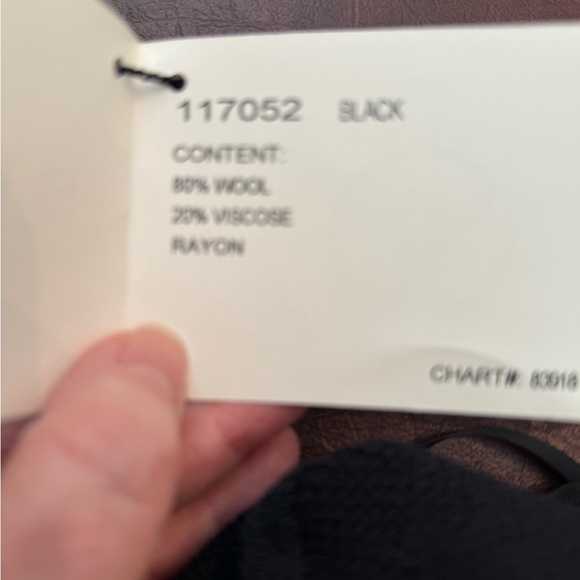 117052 BLACK
CONTENT:
80% WOOL
20% VISCOSE
RAYON
CHART#: 83918